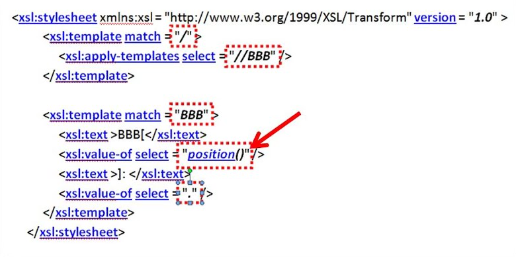 <xsl:stylesheet xmlns:xsl = "http://www.w3.org/1999/XSL/Transform" version = "1.0" >
<xsl:template match = "/" >
<xsl:apply-templates select = "//BBB" />
</xsl:template>
<xsl:template match = "BBB" >
<xsl:text >BBB[</xsl:text>
<xsl:value-of select = "position()" />
<xsl:text >]: </xsl:text>
<xsl:value-of select = "." />
</xsl:template>
</xsl:stylesheet>